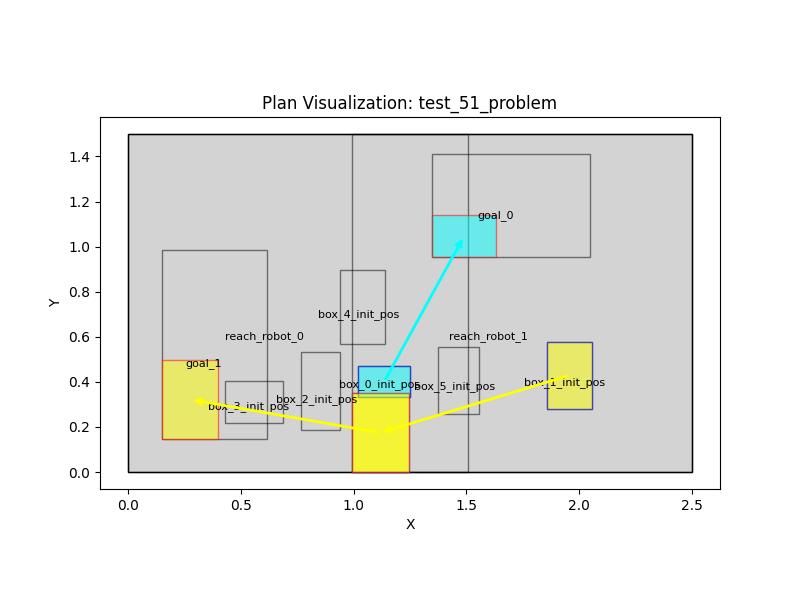 Plan Visualization: test_51_problem
Y
1.4
1.2
1.0
0.8
0.6
0.4
0.2
0.0
goal_0
box_4_init_pos
reach_robot_0
reach_robot_1
goal_1
box_0_init_pos
box_5_init_pos
box_1_init_pos
box_3_init_pos
box_2_init_pos
0.0
0.5
1.0
1.5
2.0
2.5
X